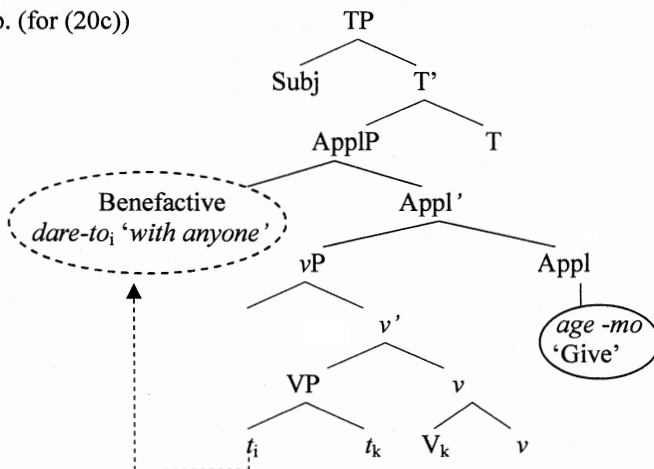 b. (for (20c))
TP
Subj T’
ApplP T
Benefactive Appl’
dare-toi ‘with anyone’
vP Appl
v’ age -mo
‘Give’
VP v
ti tk Vk v